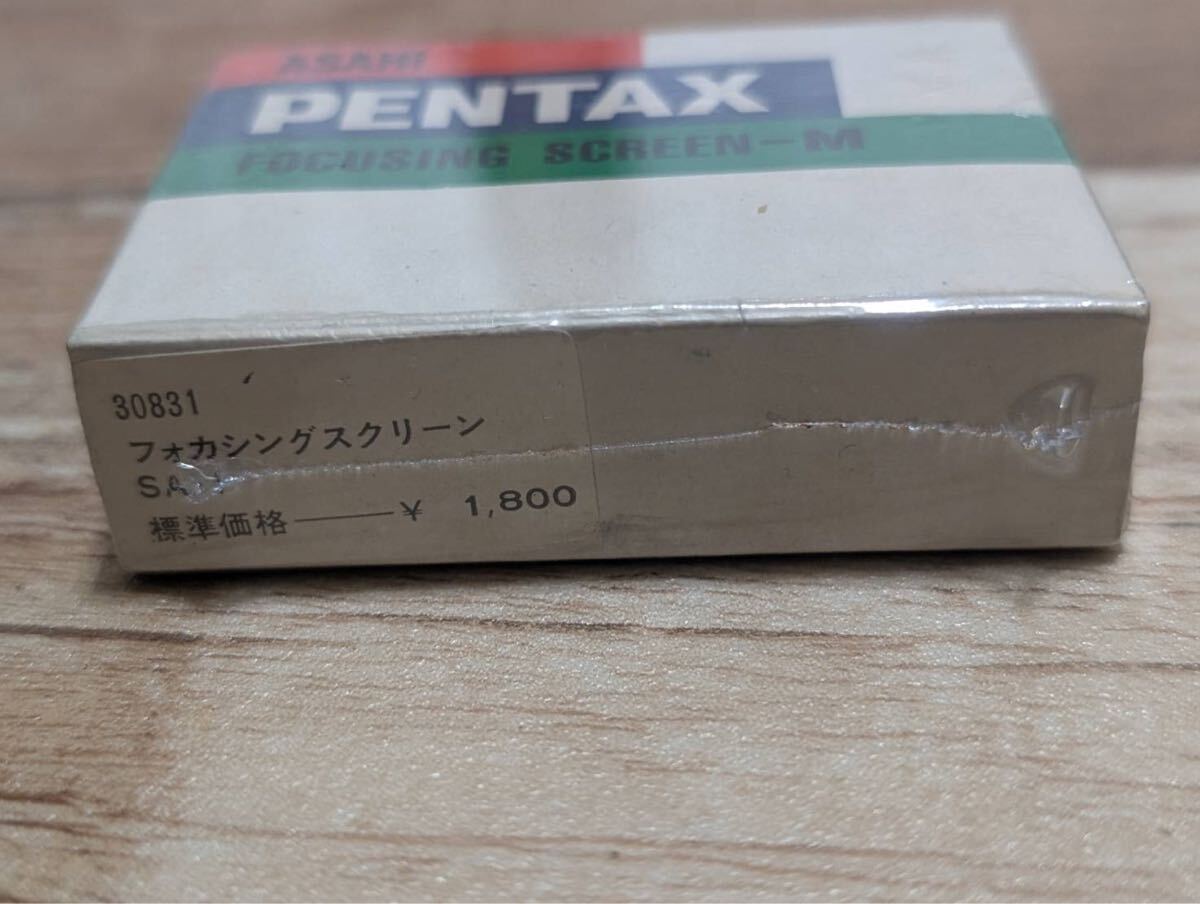 ASAHI
PENTAX
FOCUSING SCREEN-M
30831
フォカシングスクリーン
標準価格——¥ 1,800